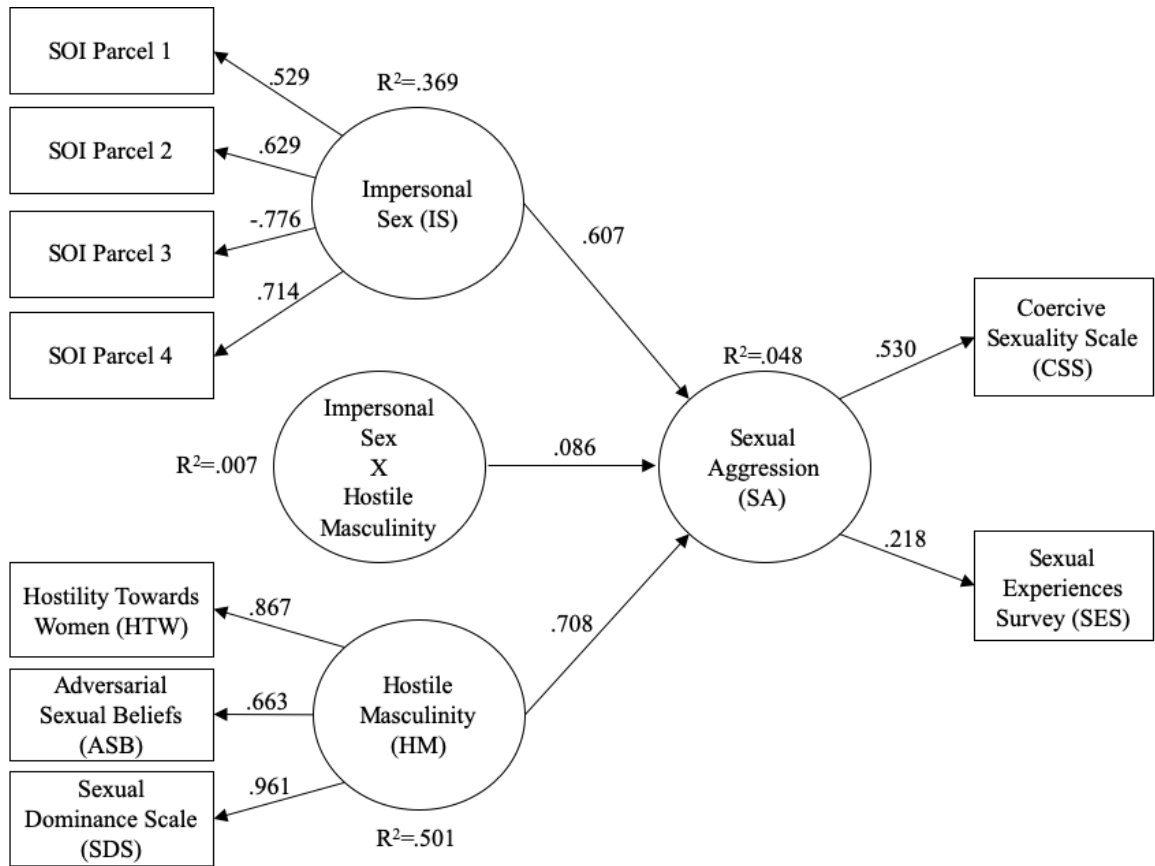 SOI Parcel 1
SOI Parcel 2
SOI Parcel 3
SOI Parcel 4
.529
.629
-.776
.714
R²=.369
Impersonal
Sex (IS)
.607
R²=.007
Impersonal
Sex
X
Hostile
Masculinity
.086
R²=.048
Sexual
Aggression
(SA)
.530
Coercive
Sexuality Scale
(CSS)
.218
Sexual
Experiences
Survey (SES)
Hostility Towards
Women (HTW)
Adversarial
Sexual Beliefs
(ASB)
Sexual
Dominance Scale
(SDS)
.867
.663
.961
Hostile
Masculinity
(HM)
R²=.501
.708